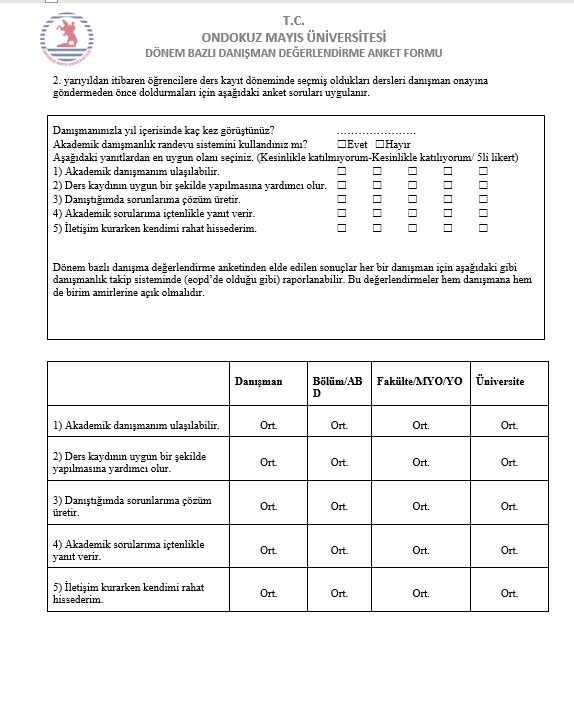 T.C.
ONDOKUZ MAYIS ÜNİVERSİTESİ
DÖNEM BAZLI DANIŞMAN DEĞERLENDİRME ANKET FORMU
2. yarıyıldan itibaren öğrencilere ders kayıt döneminde seçmiş oldukları dersleri danışman onayına
göndermeden önce doldurmaları için aşağıdaki anket soruları uygulanır.
Danışmanınızla yıl içerisinde kaç kez görüştünüz? ......................
Akademik danışmanlık randevu sistemini kullandınız mı? ☐Evet ☐Hayır
Aşağıdaki yanıtlardan en uygun olanı seçiniz. (Kesinlikle katılmıyorum-Kesinlikle katılıyorum/ 5li likert)
1) Akademik danışmanım ulaşılabilir. ☐ ☐ ☐ ☐ ☐
2) Ders kaydının uygun bir şekilde yapılmasına yardımcı olur. ☐ ☐ ☐ ☐ ☐
3) Danıştığımda sorunlarıma çözüm üretir. ☐ ☐ ☐ ☐ ☐
4) Akademik sorularıma içtenlikle yanıt verir. ☐ ☐ ☐ ☐ ☐
5) İletişim kurarken kendimi rahat hissederim. ☐ ☐ ☐ ☐ ☐
Dönem bazlı danışma değerlendirme anketinden elde edilen sonuçlar her bir danışman için aşağıdaki gibi
danışmanlık takip sisteminde (eopd’de olduğu gibi) raporlanabilir. Bu değerlendirmeler hem danışmana hem
de birim amirlerine açık olmalıdır.
Danışman Bölüm/AB Fakülte/MYO/YO Üniversite
D
1) Akademik danışmanım ulaşılabilir. Ort. Ort. Ort. Ort.
2) Ders kaydının uygun bir şekilde
yapılmasına yardımcı olur. Ort. Ort. Ort. Ort.
3) Danıştığımda sorunlarıma çözüm
üretir. Ort. Ort. Ort. Ort.
4) Akademik sorularıma içtenlikle
yanıt verir. Ort. Ort. Ort. Ort.
5) İletişim kurarken kendimi rahat
hissederim. Ort. Ort. Ort. Ort.